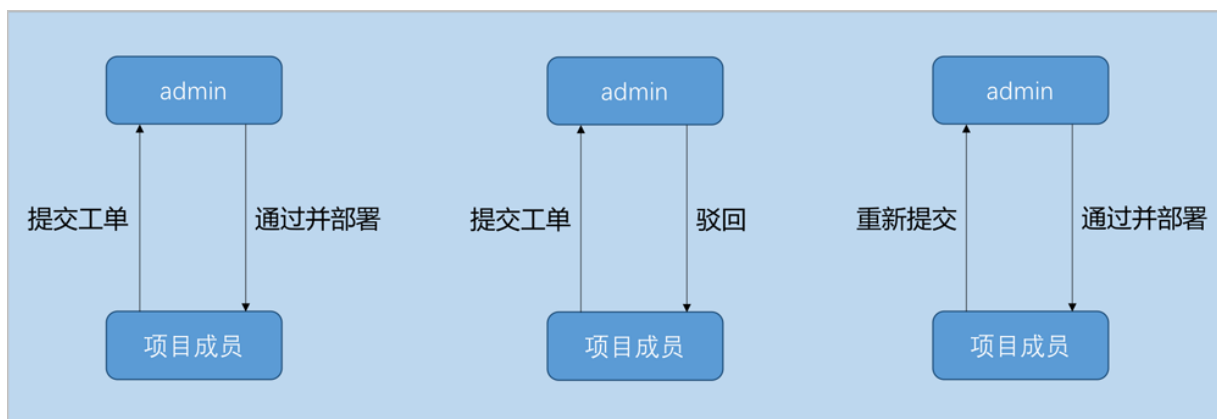 admin
admin
admin
提交工单
通过并部署
提交工单
驳回
重新提交
通过并部署
项目成员
项目成员
项目成员